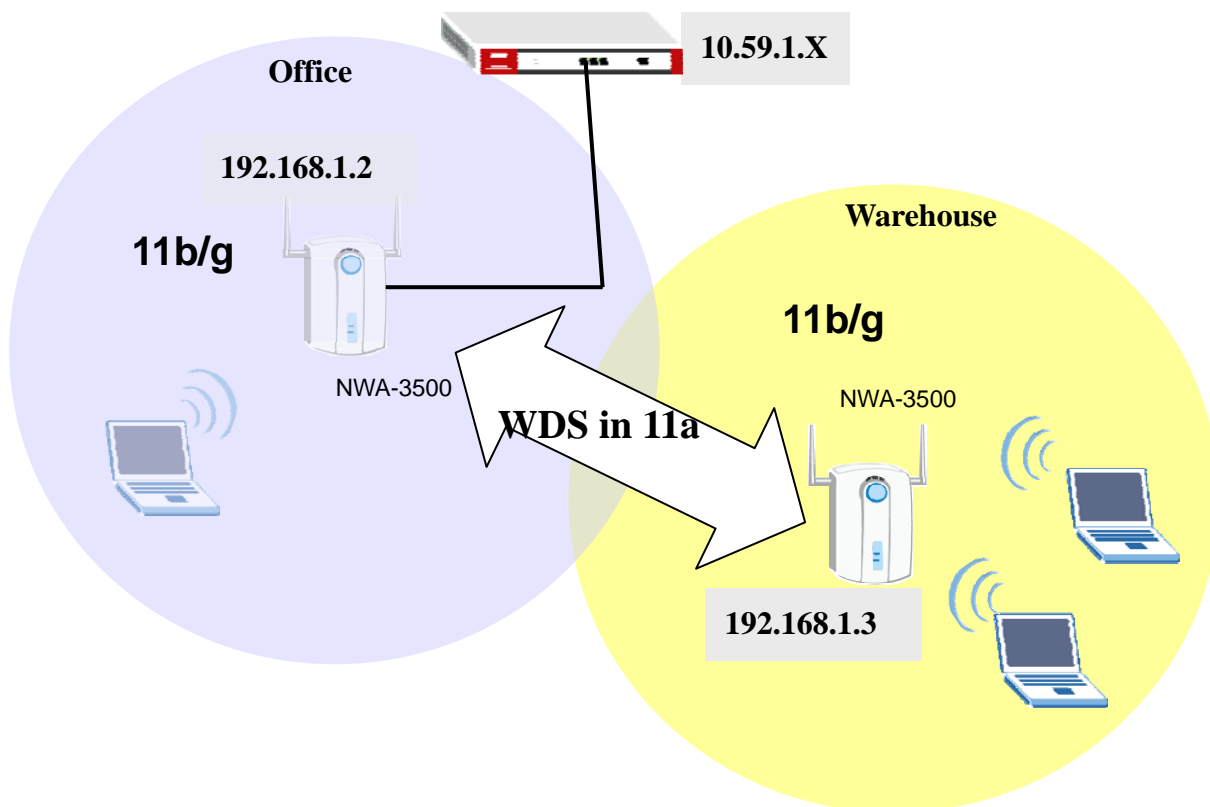 10.59.1.X
Office
192.168.1.2
Warehouse
11b/g
11b/g
NWA-3500
NWA-3500
WDS in 11a
192.168.1.3